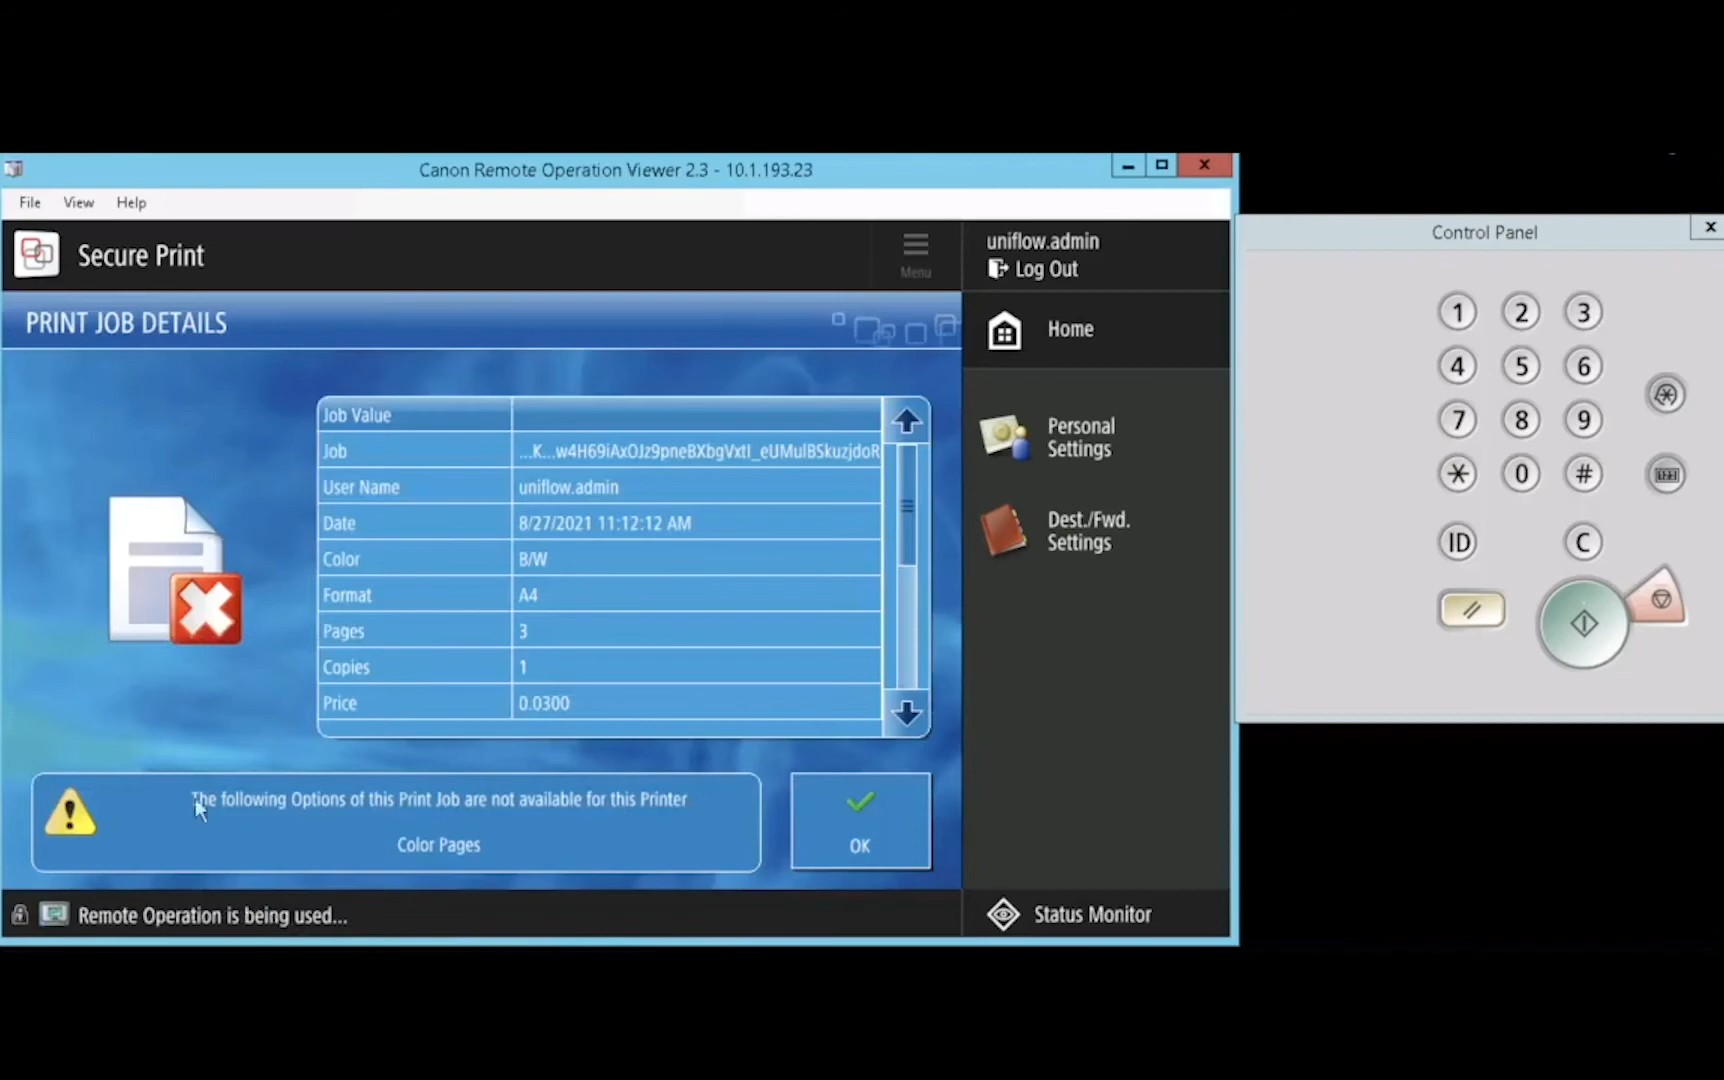 Canon Remote Operation Viewer 2.3 - 10.1.193.23
File View Help
Secure Print
Menu
uniflow.admin
Log Out
PRINT JOB DETAILS
Home
Job Value
Job ...K...w4H69iAxOJz9pneBXbgVxtI_eUMulBSkuzjdoR
User Name uniflow.admin
Date 8/27/2021 11:12:12 AM
Color B/W
Format A4
Pages 3
Copies 1
Price 0.0300
Personal
Settings
Dest./Fwd.
Settings
The following Options of this Print Job are not available for this Printer
Color Pages
OK
Remote Operation is being used...
Status Monitor
Control Panel
1 2 3
4 5 6
7 8 9
* 0 #
ID C